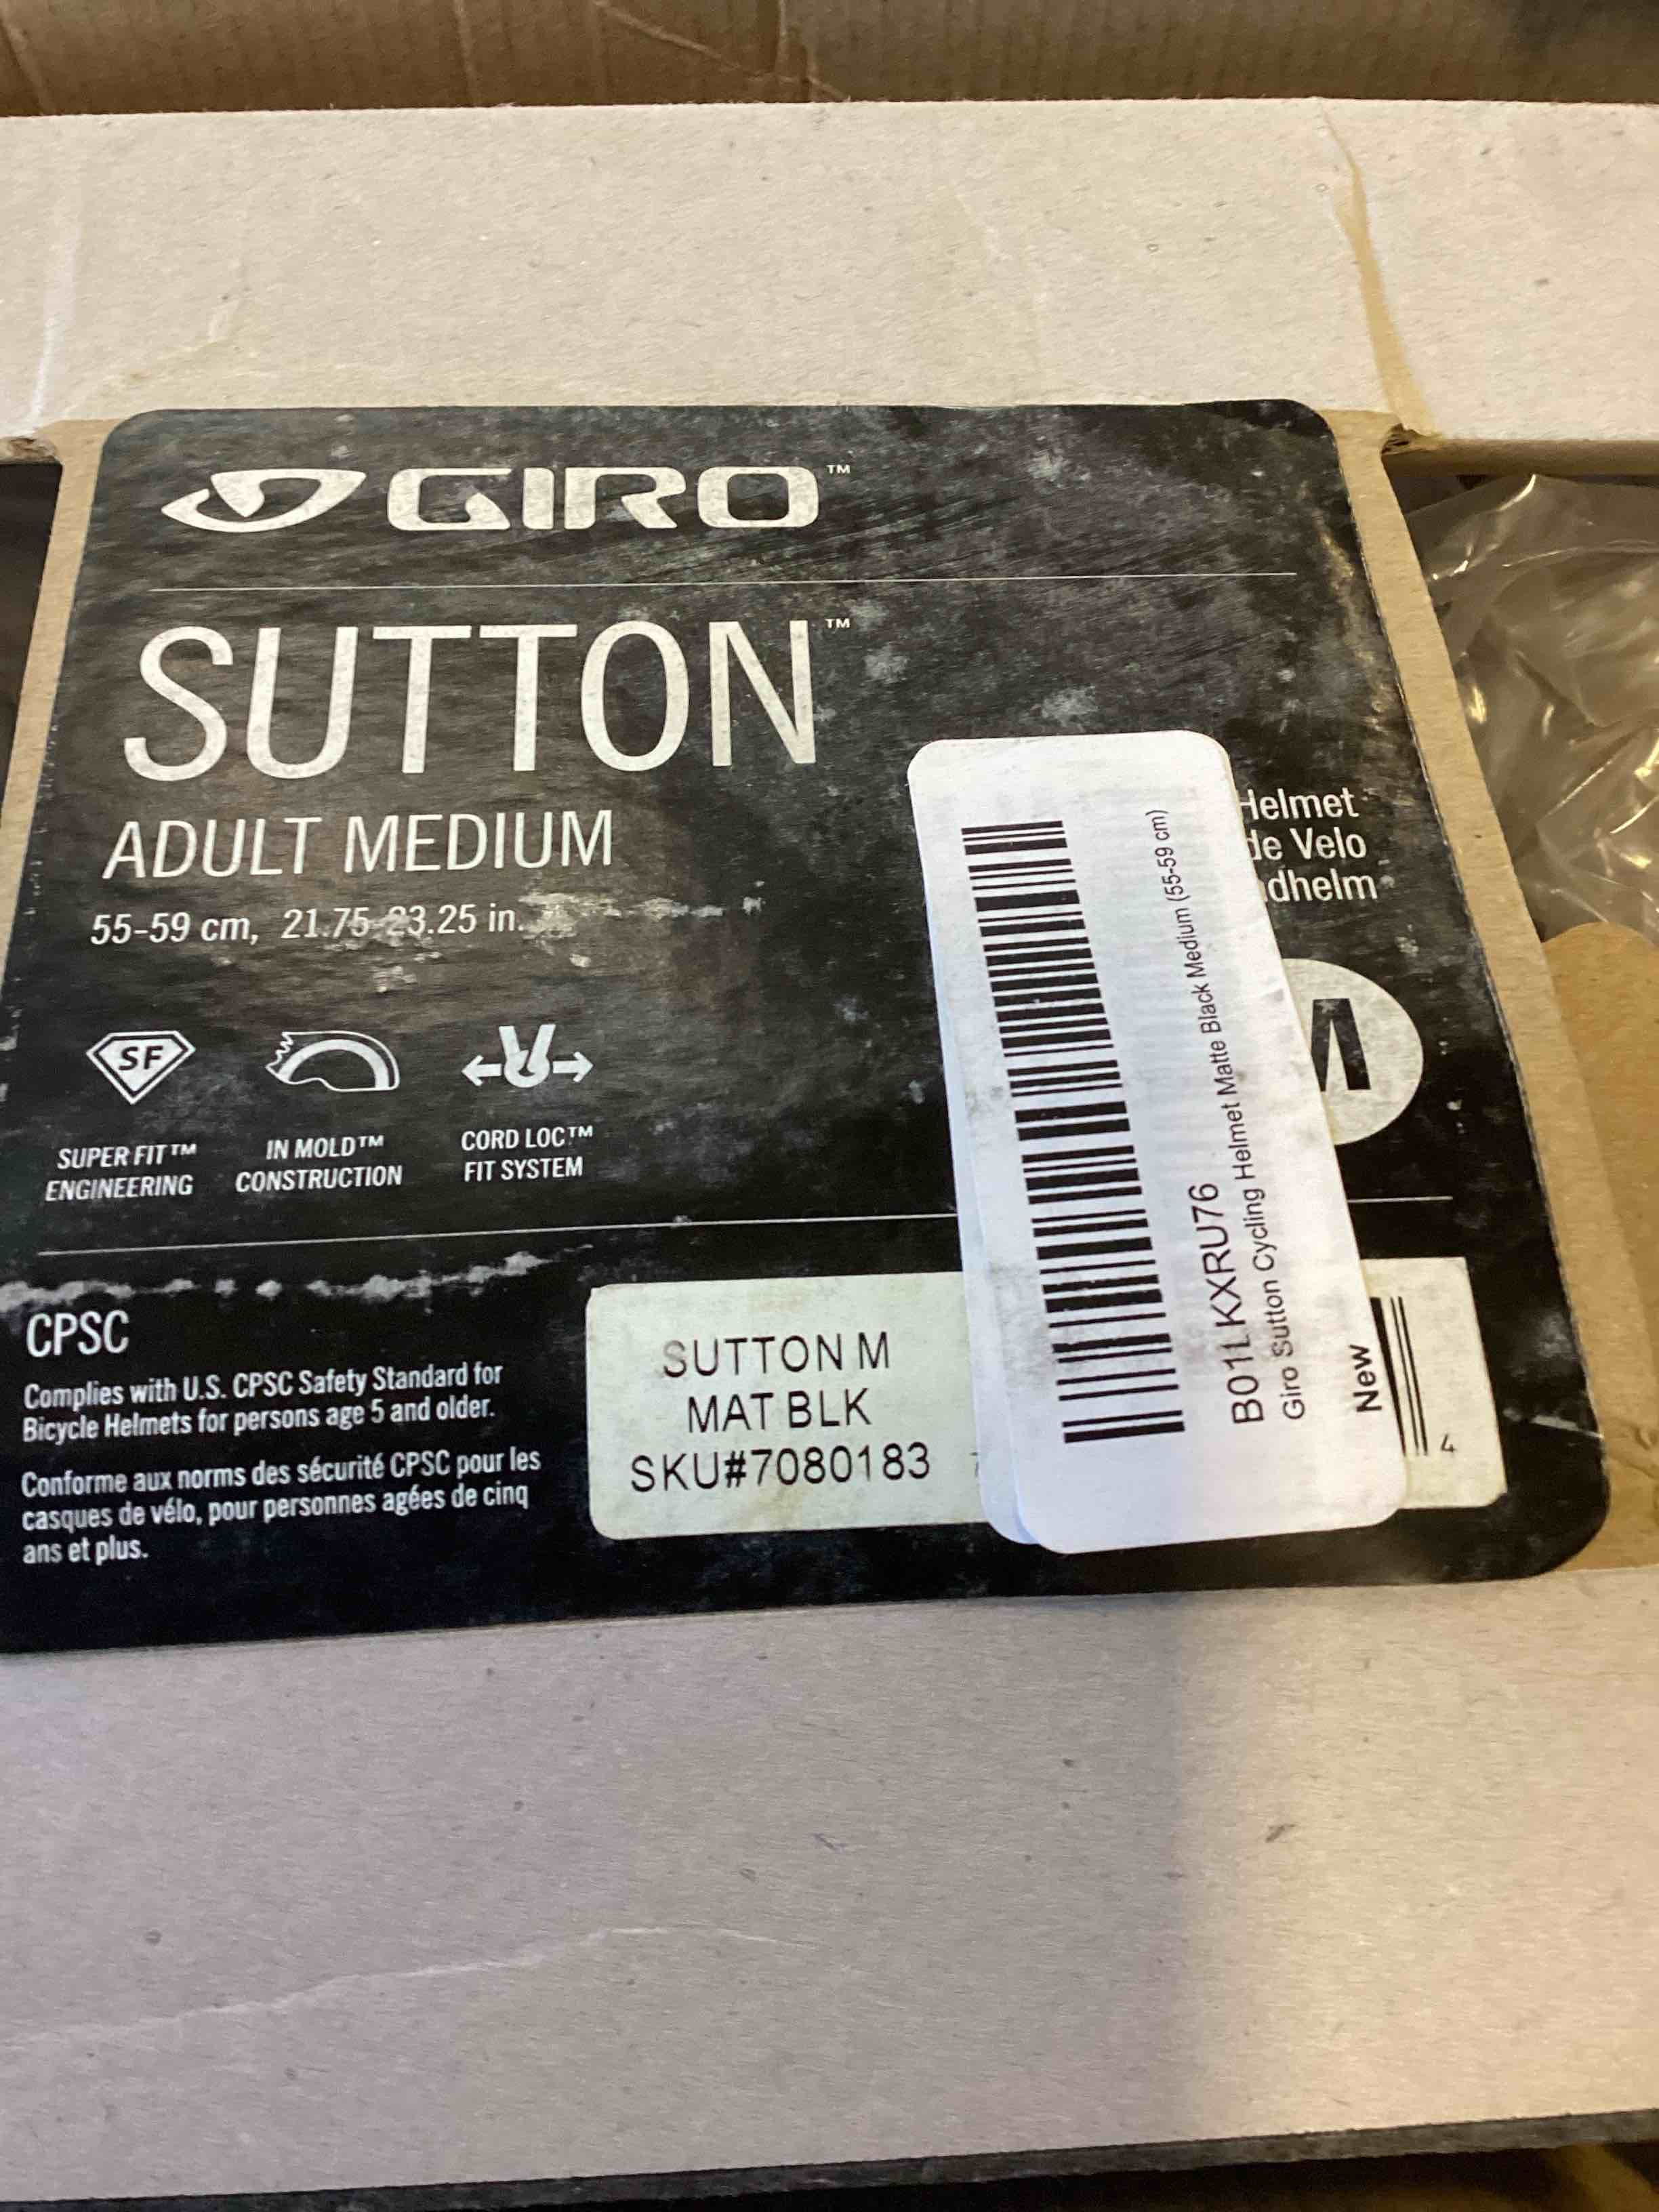 GIRO™
SUTTON™
ADULT MEDIUM
55-59 cm, 21.75-23.25 in.
Helmet
de Velo
SF
SUPER FIT™
ENGINEERING
IN MOLD™
CONSTRUCTION
CORD LOC™
FIT SYSTEM
CPSC
Complies with U.S. CPSC Safety Standard for
Bicycle Helmets for persons age 5 and older.
Conforme aux norms des sécurité CPSC pour les
casques de vélo, pour personnes agées de cinq
ans et plus.
SUTTON M
MAT BLK
SKU#7080183
4
B01LKXRU76
Giro Sutton Cycling Helmet Matte Black Medium (55-59 cm)
New